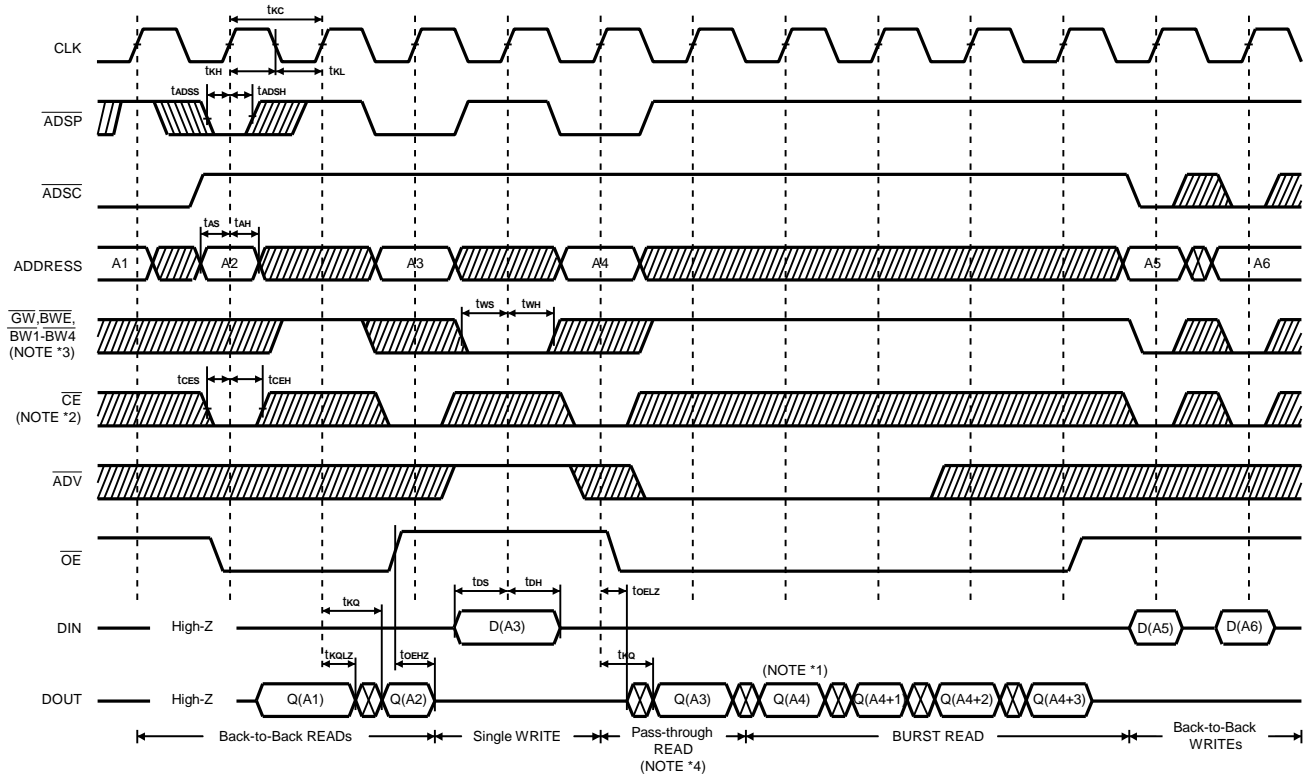 tKC
CLK
tKH
tKL
tADSS
tADSH
ADSP
ADSC
tAS
tAH
ADDRESS
A1
A2
A3
A4
A5
A6
GW,BWE,
BW1-BW4
(NOTE *3)
tWS
tWH
tCES
tCEH
CE
(NOTE *2)
ADV
OE
tDS
tDH
tOELZ
tKQ
DIN
High-Z
D(A3)
D(A5)
D(A6)
tKQLZ
tOEHZ
tKQ
(NOTE *1)
DOUT
High-Z
Q(A1)
Q(A2)
Q(A3)
Q(A4)
Q(A4+1)
Q(A4+2)
Q(A4+3)
Back-to-Back READs
Single WRITE
Pass-through
READ
(NOTE *4)
BURST READ
Back-to-Back
WRITEs